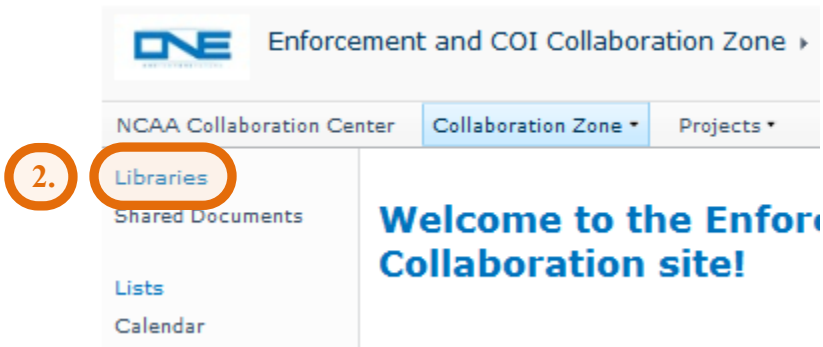 ONE
Enforcement and COI Collaboration Zone
NCAA Collaboration Center
Collaboration Zone
Projects
2.
Libraries
Shared Documents
Lists
Calendar
Welcome to the Enforc
Collaboration site!